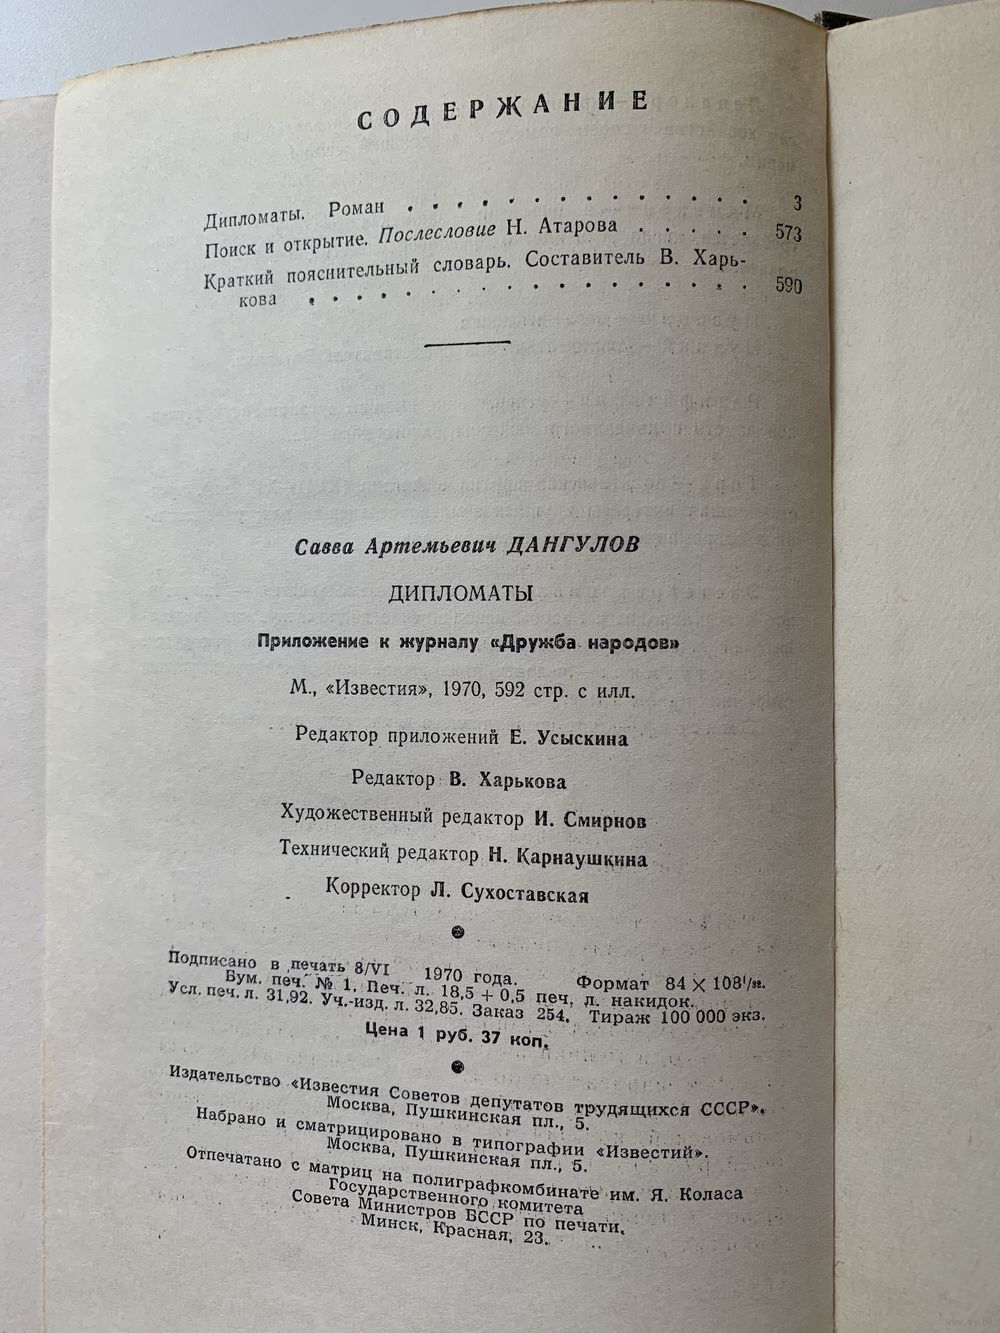 СОДЕРЖАНИЕ
Дипломаты. Роман . . . . . . . . . . . . . . . 3
Поиск и открытие. Послесловие Н. Атарова . . . . . 573
Краткий пояснительный словарь. Составитель В. Харь-
кова . . . . . . . . . . . . . . . . . . . 590
Савва Артемьевич ДАНГУЛОВ
ДИПЛОМАТЫ
Приложение к журналу «Дружба народов»
М., «Известия», 1970, 592 стр. с илл.
Редактор приложений Е. Усыскина
Редактор В. Харькова
Художественный редактор И. Смирнов
Технический редактор Н. Карнаушкина
Корректор Л. Сухоставская
Подписано в печать 8/VI 1970 года. Формат 84×108 1/32.
Бум. печ. № 1. Печ. л. 18,5 + 0,5 печ. л. накидок.
Усл. печ. л. 31,92. Уч.-изд. л. 32,85. Заказ 254. Тираж 100 000 экз.
Цена 1 руб. 37 коп.
Издательство «Известия Советов депутатов трудящихся СССР».
Москва, Пушкинская пл., 5.
Набрано и сматрицировано в типографии «Известий».
Москва, Пушкинская пл., 5.
Отпечатано с матриц на полиграфкомбинате им. Я. Коласа
Государственного комитета
Совета Министров БССР по печати.
Минск, Красная, 23.
www.ay.by